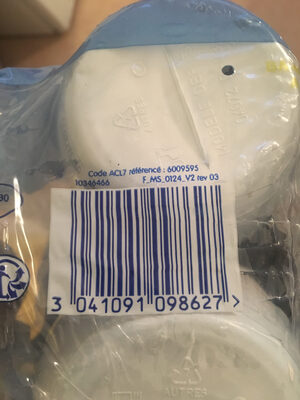 Code ACL7 référence : 6009595
10346466 F_MS_0124_V2 rev 03
3 041091 098627 >